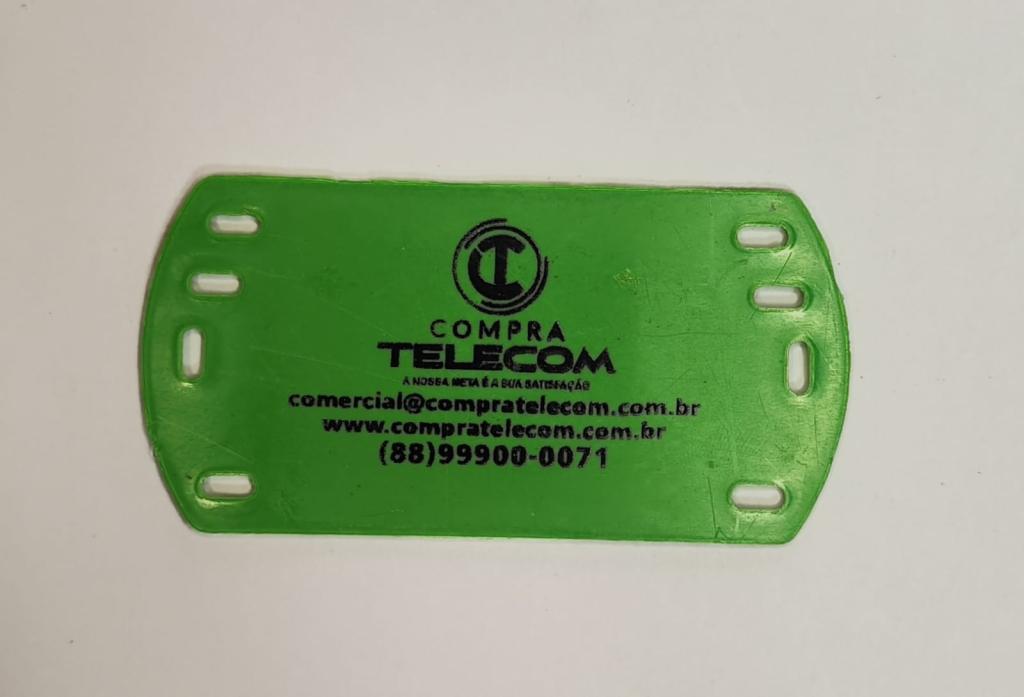 COMPRA
TELECOM
A NOSSA META É A SUA SATISFAÇÃO
comercial@compratelecom.com.br
www.compratelecom.com.br
(88)99900-0071